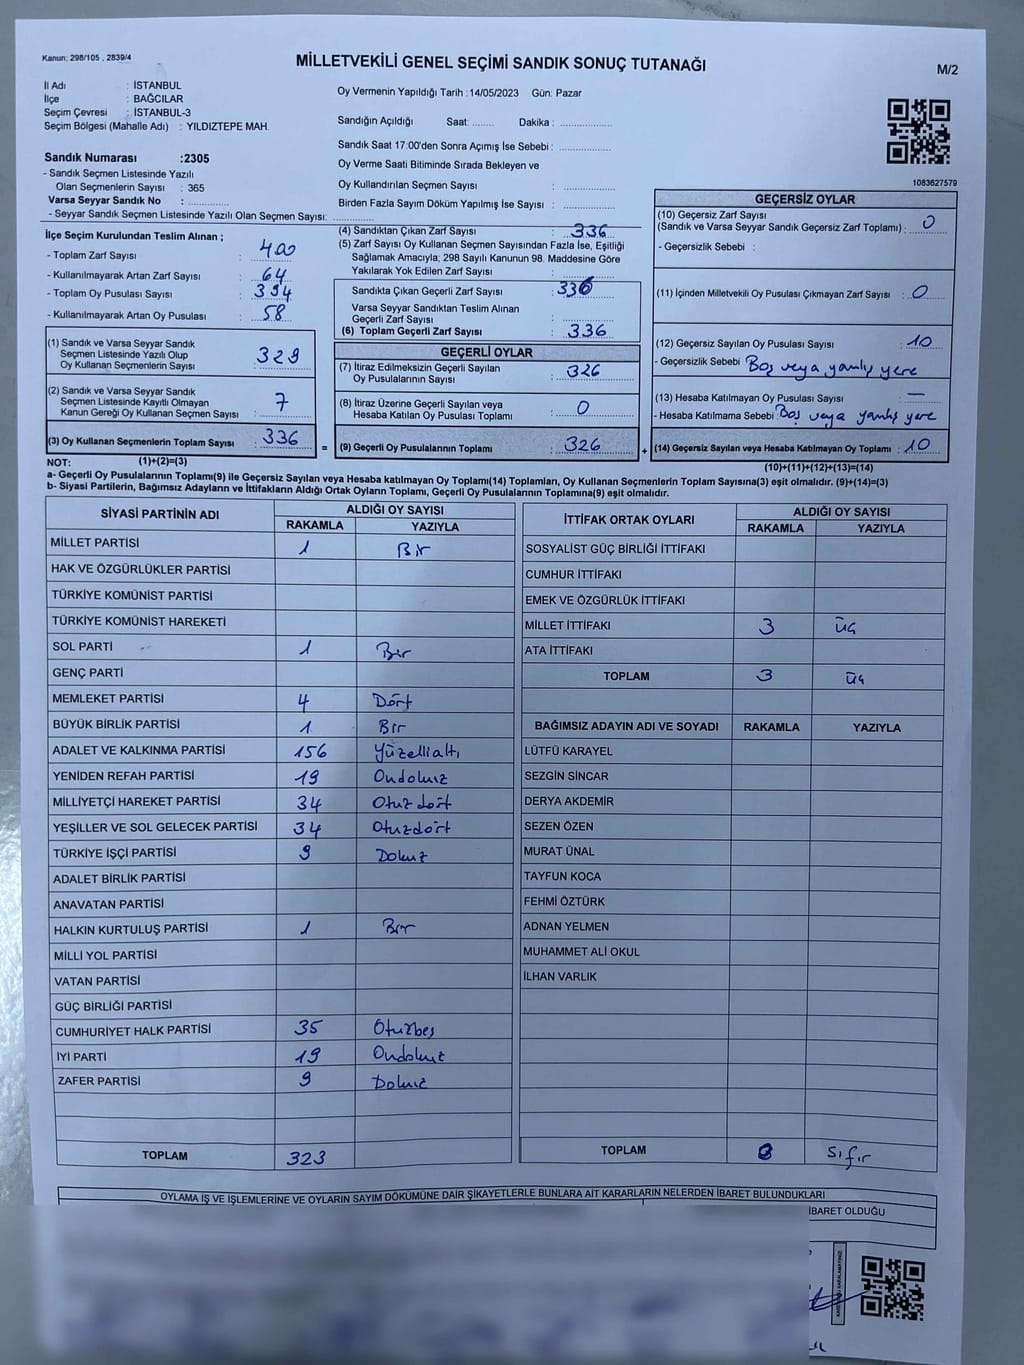 Kanun: 298/105 , 2839/4
MİLLETVEKİLİ GENEL SEÇİMİ SANDIK SONUÇ TUTANAĞI
M/2
İl Adı : İSTANBUL
İlçe : BAĞCILAR
Seçim Çevresi : İSTANBUL-3
Seçim Bölgesi (Mahalle Adı) : YILDIZTEPE MAH.
Sandık Numarası :2305
- Sandık Seçmen Listesinde Yazılı
Olan Seçmenlerin Sayısı : 365
Varsa Seyyar Sandık No : ..............
- Seyyar Sandık Seçmen Listesinde Yazılı Olan Seçmen Sayısı: ..............
Oy Vermenin Yapıldığı Tarih :14/05/2023 Gün: Pazar
Sandığın Açıldığı Saat: ........ Dakika : ..............
Sandık Saat 17:00'den Sonra Açımış İse Sebebi : ..............
Oy Verme Saati Bitiminde Sırada Bekleyen ve
Oy Kullandırılan Seçmen Sayısı : ..............
Birden Fazla Sayım Döküm Yapılmış İse Sayısı : ..............
1083627579
İlçe Seçim Kurulundan Teslim Alınan ;
- Toplam Zarf Sayısı : 400
- Kullanılmayarak Artan Zarf Sayısı : 64
- Toplam Oy Pusulası Sayısı : 394
- Kullanılmayarak Artan Oy Pusulası : 58
(1) Sandık ve Varsa Seyyar Sandık
Seçmen Listesinde Yazılı Olup
Oy Kullanan Seçmenlerin Sayısı : 329
(2) Sandık ve Varsa Seyyar Sandık
Seçmen Listesinde Kayıtlı Olmayan
Kanun Gereği Oy Kullanan Seçmen Sayısı : 7
(3) Oy Kullanan Seçmenlerin Toplam Sayısı : 336
(4) Sandıktan Çıkan Zarf Sayısı : 336
(5) Zarf Sayısı Oy Kullanan Seçmen Sayısından Fazla İse, Eşitliği
Sağlamak Amacıyla; 298 Sayılı Kanunun 98. Maddesine Göre
Yakılarak Yok Edilen Zarf Sayısı : ..............
Sandıkta Çıkan Geçerli Zarf Sayısı : 336
Varsa Seyyar Sandıktan Teslim Alınan
Geçerli Zarf Sayısı : ..............
(6) Toplam Geçerli Zarf Sayısı : 336
GEÇERLİ OYLAR
(7) İtiraz Edilmeksizin Geçerli Sayılan
Oy Pusulalarının Sayısı : 326
(8) İtiraz Üzerine Geçerli Sayılan veya
Hesaba Katılan Oy Pusulası Toplamı : 0
= (9) Geçerli Oy Pusulalarının Toplamı : 326 +
GEÇERSİZ OYLAR
(10) Geçersiz Zarf Sayısı
(Sandık ve Varsa Seyyar Sandık Geçersiz Zarf Toplamı) : 0
- Geçersizlik Sebebi :
(11) İçinden Milletvekili Oy Pusulası Çıkmayan Zarf Sayısı : 0
(12) Geçersiz Sayılan Oy Pusulası Sayısı : 10
- Geçersizlik Sebebi : Boş veya yanlış yere
(13) Hesaba Katılmayan Oy Pusulası Sayısı : —
- Hesaba Katılmama Sebebi : Boş veya yanlış yere
(14) Geçersiz Sayılan veya Hesaba Katılmayan Oy Toplamı : 10
NOT: (1)+(2)=(3)
(10)+(11)+(12)+(13)=(14)
a- Geçerli Oy Pusulaların Toplamı(9) ile Geçersiz Sayılan veya Hesaba katılmayan Oy Toplamı(14) Toplamları, Oy Kullanan Seçmenlerin Toplam Sayısına(3) eşit olmalıdır. (9)+(14)=(3)
b- Siyasi Partilerin, Bağımsız Adayların ve İttifakların Aldığı Ortak Oyların Toplamı, Geçerli Oy Pusulalarının Toplamına(9) eşit olmalıdır.
SİYASİ PARTİNİN ADI ALDIĞI OY SAYISI
RAKAMLA YAZIYLA
MİLLET PARTİSİ 1 Bir
HAK VE ÖZGÜRLÜKLER PARTİSİ
TÜRKİYE KOMÜNİST PARTİSİ
TÜRKİYE KOMÜNİST HAREKETİ
SOL PARTİ 1 Bir
GENÇ PARTİ
MEMLEKET PARTİSİ 4 Dört
BÜYÜK BİRLİK PARTİSİ 1 Bir
ADALET VE KALKINMA PARTİSİ 156 Yüzellialtı
YENİDEN REFAH PARTİSİ 19 Ondokuz
MİLLİYETÇİ HAREKET PARTİSİ 34 Otuz dört
YEŞİLLER VE SOL GELECEK PARTİSİ 34 Otuzdört
TÜRKİYE İŞÇİ PARTİSİ 9 Dokuz
ADALET BİRLİK PARTİSİ
ANAVATAN PARTİSİ
HALKIN KURTULUŞ PARTİSİ 1 Bir
MİLLİ YOL PARTİSİ
VATAN PARTİSİ
GÜÇ BİRLİĞİ PARTİSİ
CUMHURİYET HALK PARTİSİ 35 Otuzbeş
İYİ PARTİ 19 Ondokuz
ZAFER PARTİSİ 9 Dokuz
TOPLAM 323
İTTİFAK ORTAK OYLARI ALDIĞI OY SAYISI
RAKAMLA YAZIYLA
SOSYALİST GÜÇ BİRLİĞİ İTTİFAKI
CUMHUR İTTİFAKI
EMEK VE ÖZGÜRLÜK İTTİFAKI
MİLLET İTTİFAKI 3 üç
ATA İTTİFAKI
TOPLAM 3 üç
BAĞIMSIZ ADAYIN ADI VE SOYADI RAKAMLA YAZIYLA
LÜTFÜ KARAYEL
SEZGİN SİNCAR
DERYA AKDEMİR
SEZEN ÖZEN
MURAT ÜNAL
TAYFUN KOCA
FEHMİ ÖZTÜRK
ADNAN YELMEN
MUHAMMET ALİ OKUL
İLHAN VARLIK
TOPLAM 0 Sıfır
OYLAMA İŞ VE İŞLEMLERİNE VE OYLARIN SAYIM DÖKÜMÜNE DAİR ŞİKAYETLERLE BUNLARA AİT KARARLARIN NELERDEN İBARET BULUNDUKLARI
İBARET OLDUĞU